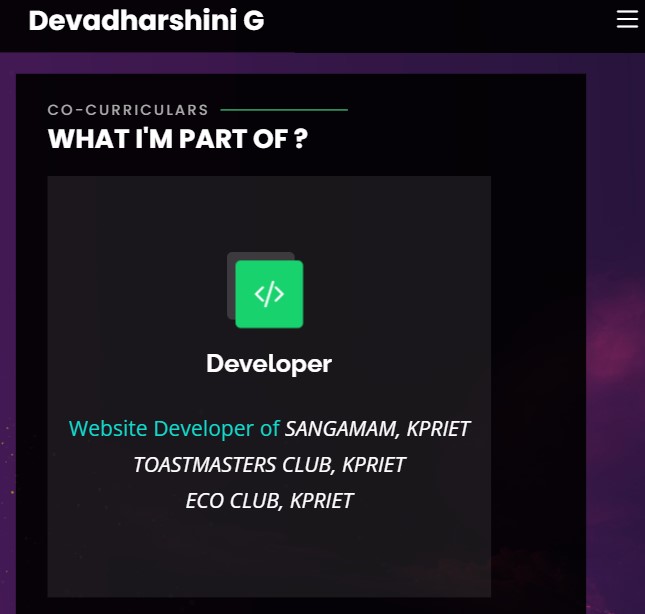 Devadharshini G
CO-CURRICULARS
WHAT I'M PART OF ?
</>
Developer
Website Developer of SANGAMAM, KPRIET
TOASTMASTERS CLUB, KPRIET
ECO CLUB, KPRIET